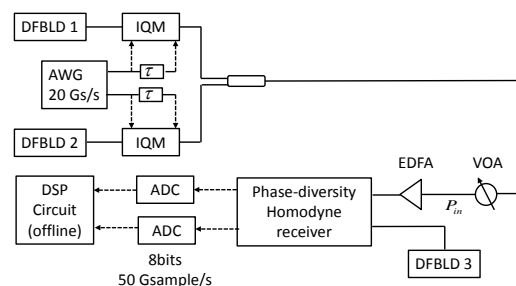 DFBLD 1
IQM
AWG
20 Gs/s
τ
τ
DFBLD 2
IQM
EDFA
VOA
DSP
Circuit
(offline)
ADC
ADC
8bits
50 Gsample/s
Phase-diversity
Homodyne
receiver
P_in
DFBLD 3